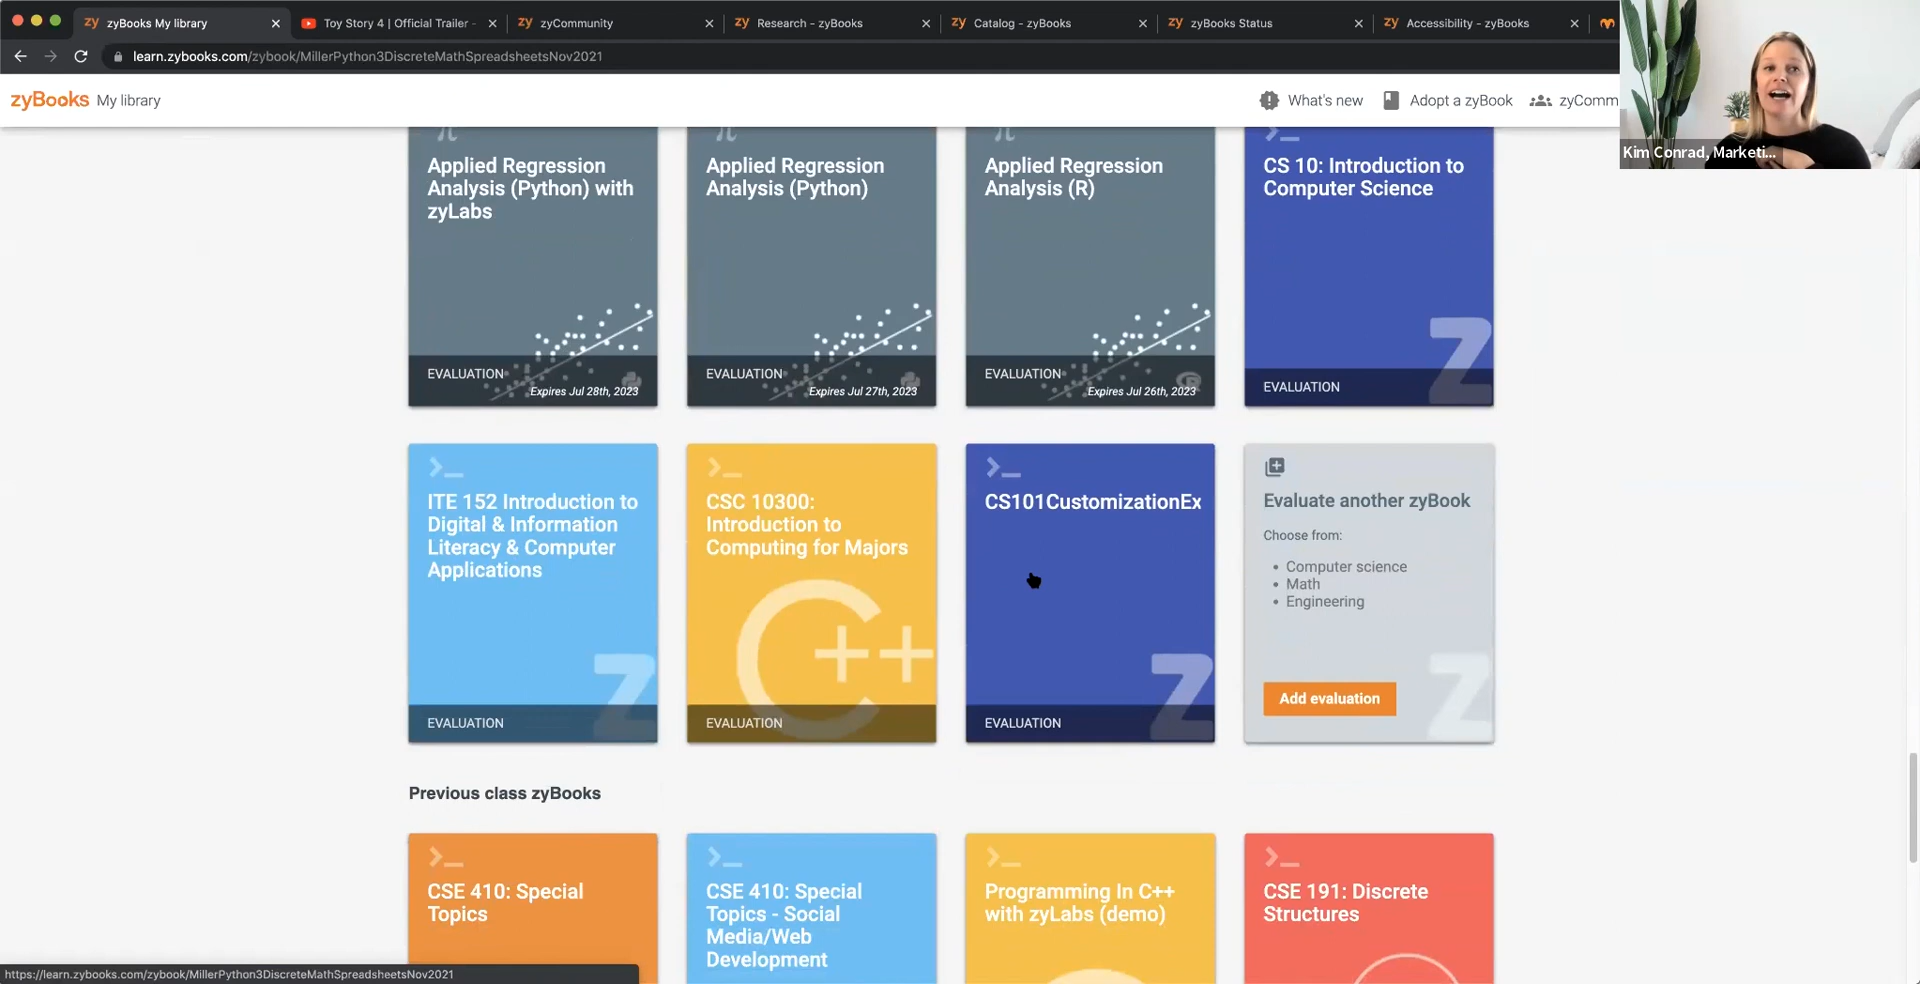 zyBooks My library
Toy Story 4 | Official Trailer -
zyCommunity
Research - zyBooks
Catalog - zyBooks
zyBooks Status
Accessibility - zyBooks
learn.zybooks.com/zybook/MillerPython3DiscreteMathSpreadsheetsNov2021
zyBooks My library
What's new
Adopt a zyBook
zyComm
Kim Conrad, Marketi...
Applied Regression
Analysis (Python) with
zyLabs
EVALUATION
Expires Jul 28th, 2023
Applied Regression
Analysis (Python)
EVALUATION
Expires Jul 27th, 2023
Applied Regression
Analysis (R)
EVALUATION
Expires Jul 26th, 2023
CS 10: Introduction to
Computer Science
EVALUATION
ITE 152 Introduction to
Digital & Information
Literacy & Computer
Applications
EVALUATION
CSC 10300:
Introduction to
Computing for Majors
C++
EVALUATION
CS101CustomizationEx
EVALUATION
Evaluate another zyBook
Choose from:
• Computer science
• Math
• Engineering
Add evaluation
Previous class zyBooks
CSE 410: Special
Topics
CSE 410: Special
Topics - Social
Media/Web
Development
Programming In C++
with zyLabs (demo)
CSE 191: Discrete
Structures
https://learn.zybooks.com/zybook/MillerPython3DiscreteMathSpreadsheetsNov2021